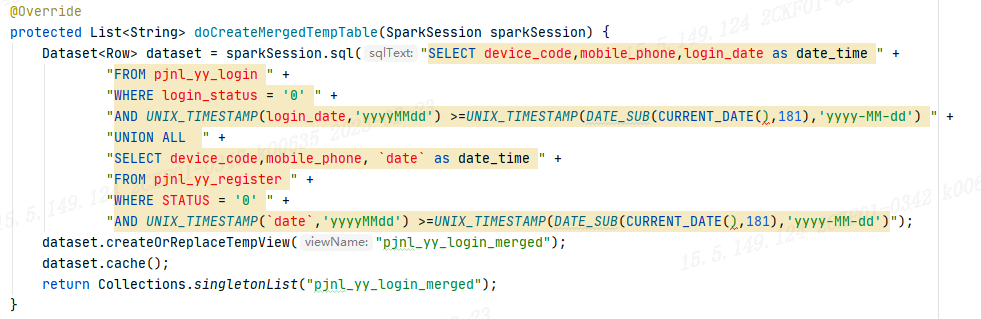 @Override
protected List<String> doCreateMergedTempTable(SparkSession sparkSession) {
    Dataset<Row> dataset = sparkSession.sql( sqlText: "SELECT device_code,mobile_phone,login_date as date_time " +
            "FROM pjnl_yy_login " +
            "WHERE login_status = '0' " +
            "AND UNIX_TIMESTAMP(login_date,'yyyyMMdd') >=UNIX_TIMESTAMP(DATE_SUB(CURRENT_DATE(),181),'yyyy-MM-dd') " +
            "UNION ALL  " +
            "SELECT device_code,mobile_phone, `date` as date_time " +
            "FROM pjnl_yy_register " +
            "WHERE STATUS = '0' " +
            "AND UNIX_TIMESTAMP(`date`,'yyyyMMdd') >=UNIX_TIMESTAMP(DATE_SUB(CURRENT_DATE(),181),'yyyy-MM-dd')");
    dataset.createOrReplaceTempView( viewName: "pjnl_yy_login_merged");
    dataset.cache();
    return Collections.singletonList("pjnl_yy_login_merged");
}